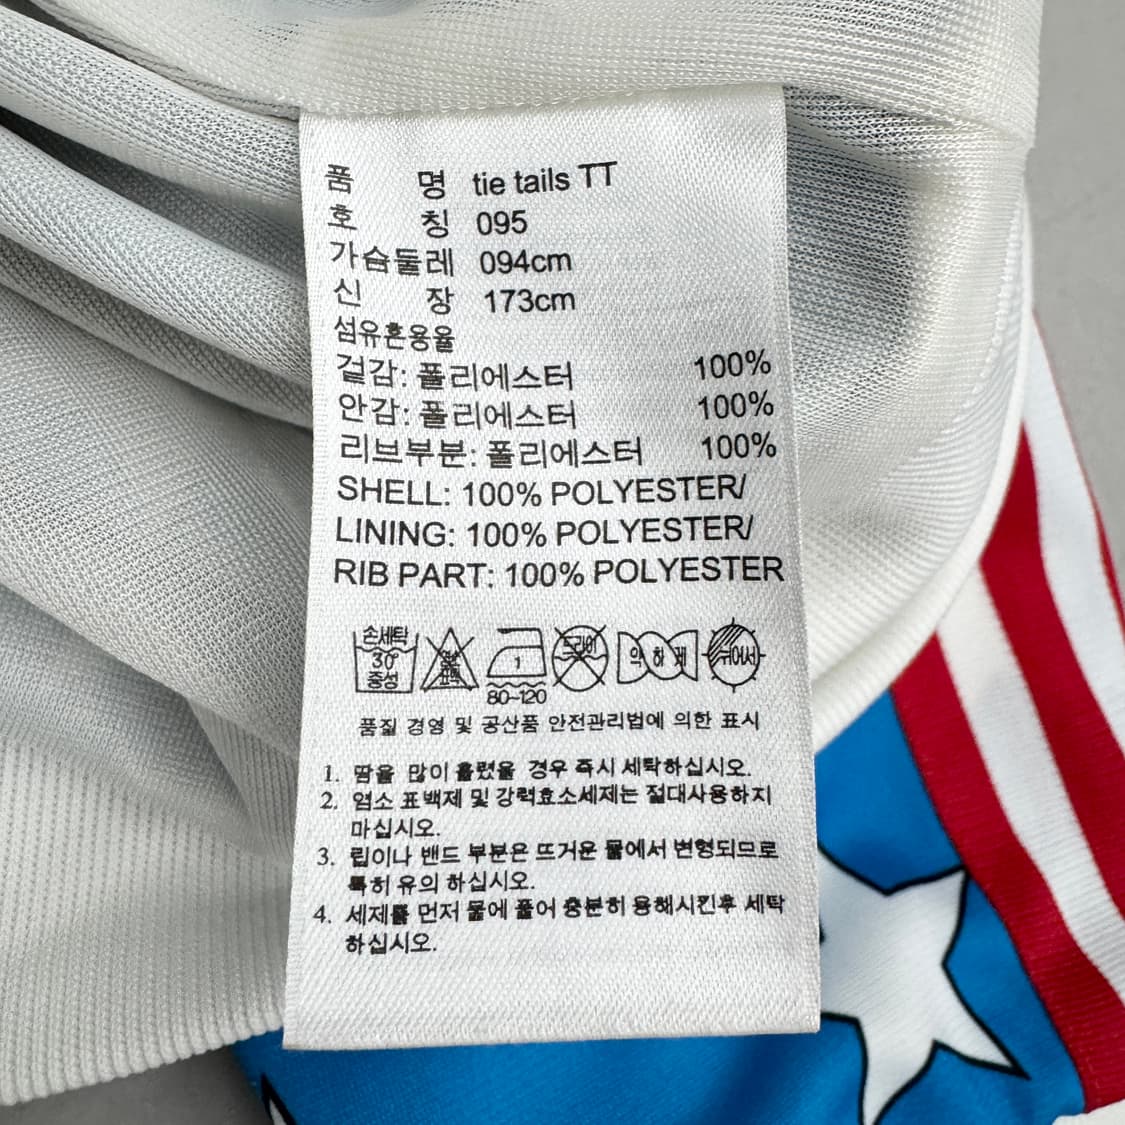 품 명 tie tails TT
호 칭 095
가슴둘레 094cm
신 장 173cm
섬유혼용율
겉감: 폴리에스터 100%
안감: 폴리에스터 100%
리브부분: 폴리에스터 100%
SHELL: 100% POLYESTER/
LINING: 100% POLYESTER/
RIB PART: 100% POLYESTER
손세탁 30° 중성 1 80~120 드라이 약하게 뉘어서
품질 경영 및 공산품 안전관리법에 의한 표시
1. 땀을 많이 흘렸을 경우 즉시 세탁하십시오.
2. 염소 표백제 및 강력효소세제는 절대사용하지
마십시오.
3. 립이나 밴드 부분은 뜨거운 물에서 변형되므로
특히 유의 하십시오.
4. 세제를 먼저 물에 풀어 충분히 용해시킨후 세탁
하십시오.